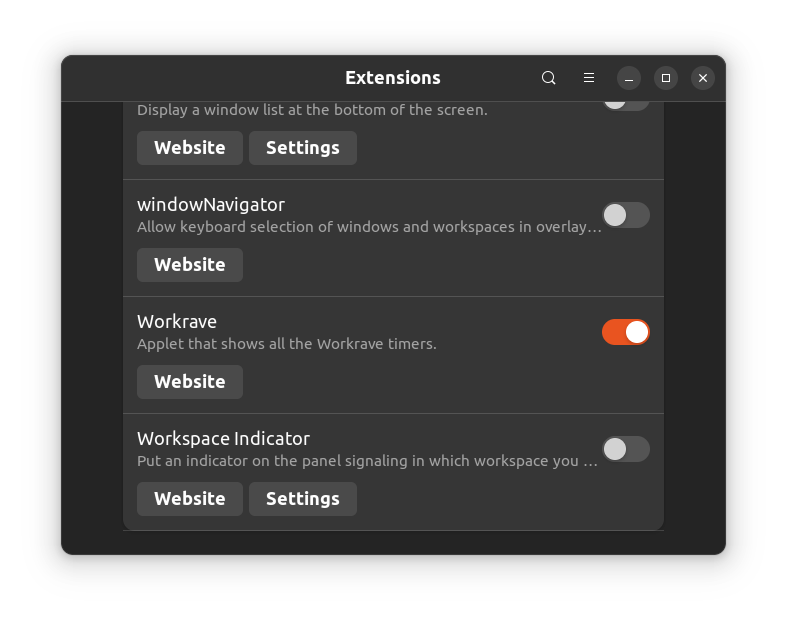 Extensions
Display a window list at the bottom of the screen.
Website Settings
windowNavigator
Allow keyboard selection of windows and workspaces in overlay…
Website
Workrave
Applet that shows all the Workrave timers.
Website
Workspace Indicator
Put an indicator on the panel signaling in which workspace you …
Website Settings